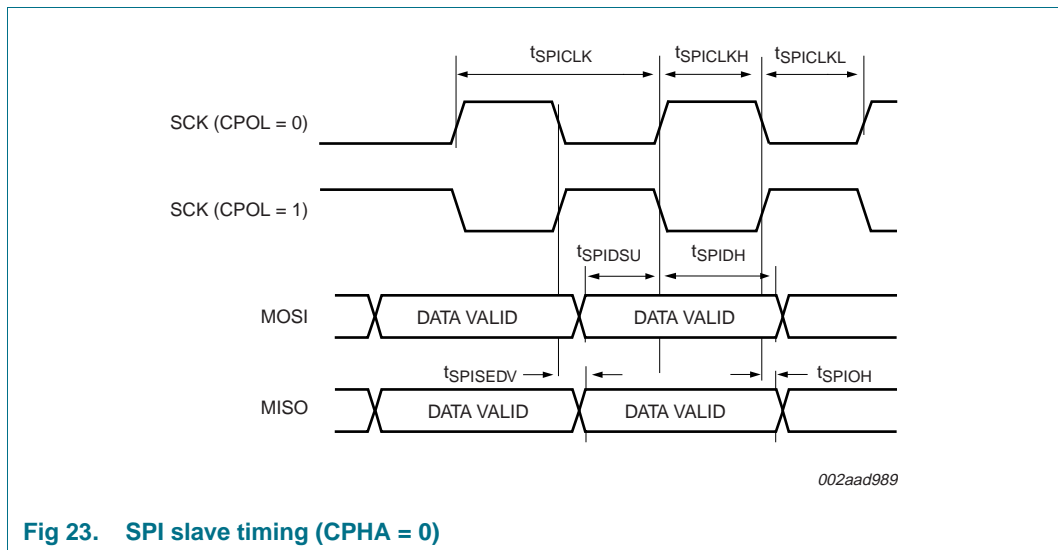 tSPICLK tSPICLKH tSPICLKL
SCK (CPOL = 0)
SCK (CPOL = 1)
tSPIDSU tSPIDH
MOSI DATA VALID DATA VALID
tSPISEDV tSPIOH
MISO DATA VALID DATA VALID
002aad989
Fig 23. SPI slave timing (CPHA = 0)